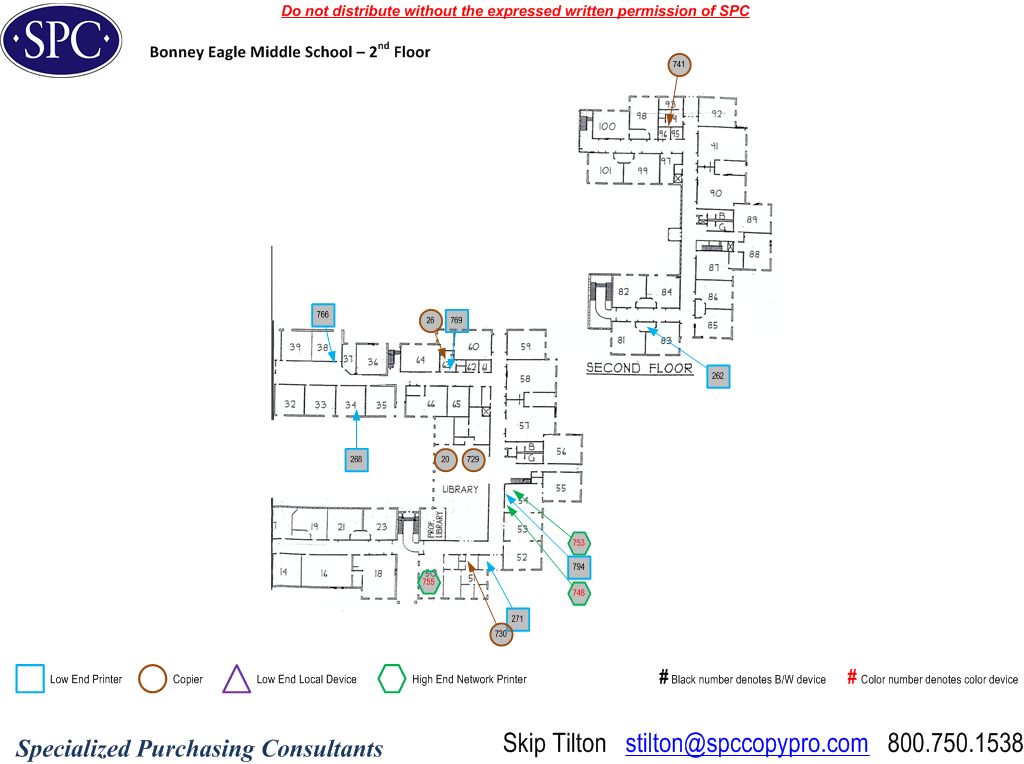 Do not distribute without the expressed written permission of SPC
SPC
Bonney Eagle Middle School – 2nd Floor
741
93
98
94
92
100
96 95
91
97
101 99
90
B
89
G
88
87
82 84
86
85
81 83
SECOND FLOOR
262
766
26 769
39 38 37 36 64 63 62 61 60
59
58
32 33 34 35 66 65
57
B
G
56
268
20 729
55
LIBRARY
54
PROF. LIBRARY
19 21 23
53
753
52
794
14 16 18
50
755
51
748
271
730
Low End Printer
Copier
Low End Local Device
High End Network Printer
# Black number denotes B/W device
# Color number denotes color device
Specialized Purchasing Consultants
Skip Tilton stilton@spccopypro.com 800.750.1538